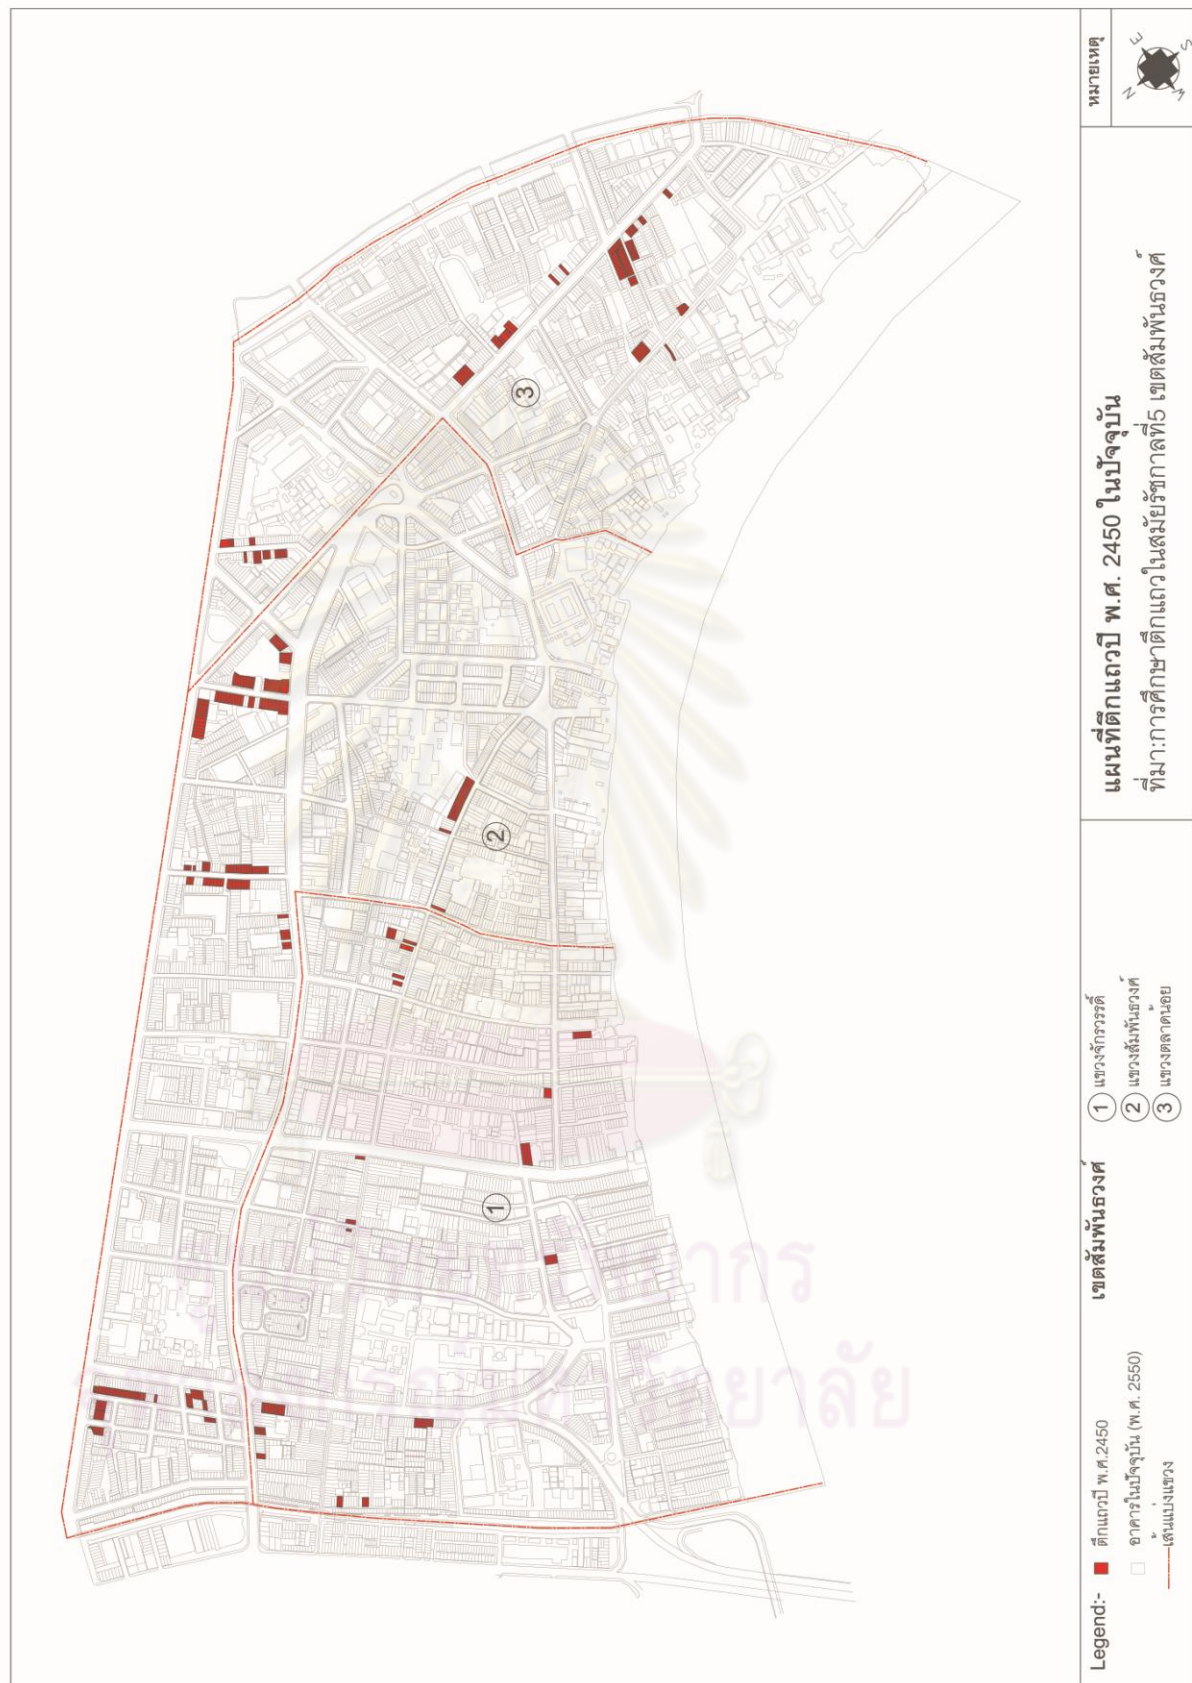 แผนที่ตึกแถวปี พ.ศ. 2450 ในปัจจุบัน
ที่มา:การศึกษาตึกแถวในสมัยรัชกาลที่5 เขตสัมพันธวงศ์
หมายเหตุ
N
E
S
W
Legend:-
ตึกแถวปี พ.ศ.2450
อาคารในปัจจุบัน (พ.ศ. 2550)
เส้นแบ่งแขวง
เขตสัมพันธวงศ์
1 แขวงจักรวรรดิ์
2 แขวงสัมพันธวงศ์
3 แขวงตลาดน้อย
1
2
3